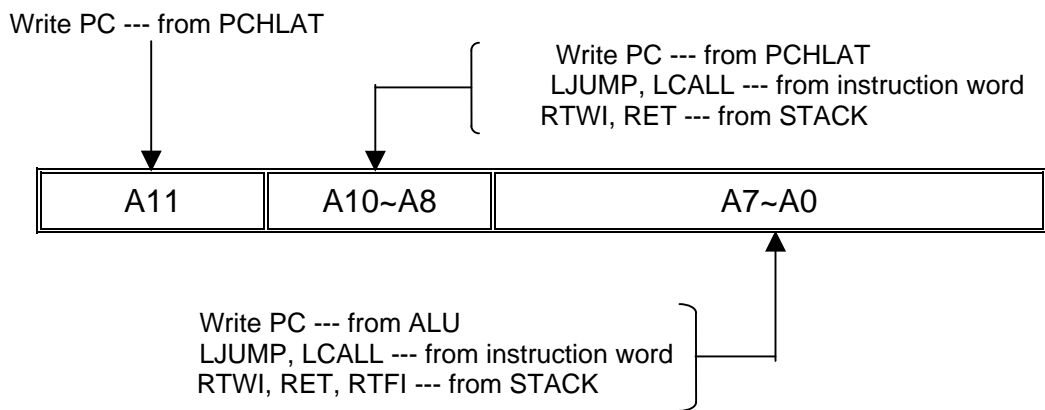 Write PC --- from PCHLAT
Write PC --- from PCHLAT
LJUMP, LCALL --- from instruction word
RTWI, RET --- from STACK
A11
A10~A8
A7~A0
Write PC --- from ALU
LJUMP, LCALL --- from instruction word
RTWI, RET, RTFI --- from STACK